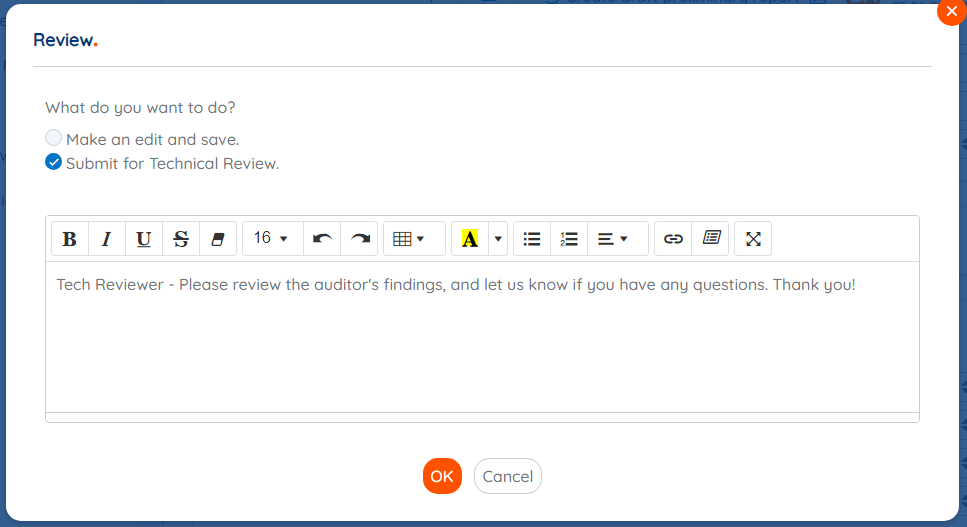 Review.
What do you want to do?
Make an edit and save.
Submit for Technical Review.
B I U S 16 A
Tech Reviewer - Please review the auditor's findings, and let us know if you have any questions. Thank you!
OK Cancel